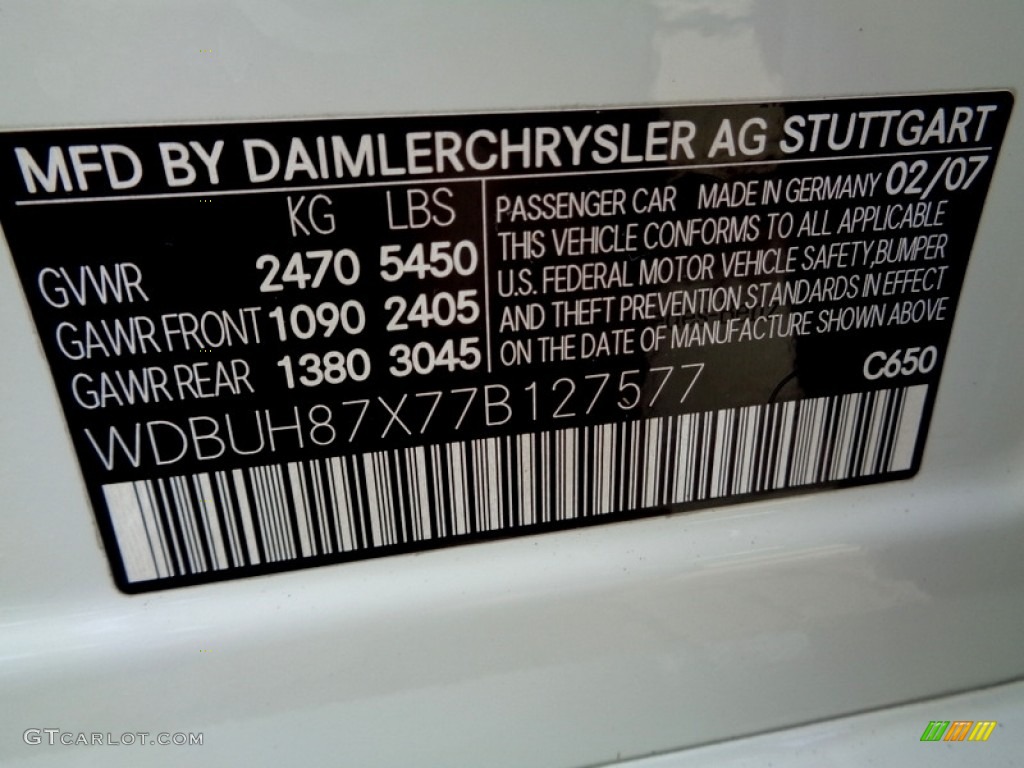 MFD BY DAIMLERCHRYSLER AG STUTTGART
KG LBS
GVWR 2470 5450
GAWR FRONT 1090 2405
GAWR REAR 1380 3045
PASSENGER CAR MADE IN GERMANY 02/07
THIS VEHICLE CONFORMS TO ALL APPLICABLE
U.S. FEDERAL MOTOR VEHICLE SAFETY,BUMPER
AND THEFT PREVENTION STANDARDS IN EFFECT
ON THE DATE OF MANUFACTURE SHOWN ABOVE
C650
WDBUH87X77B127577
GTCARLOT.COM